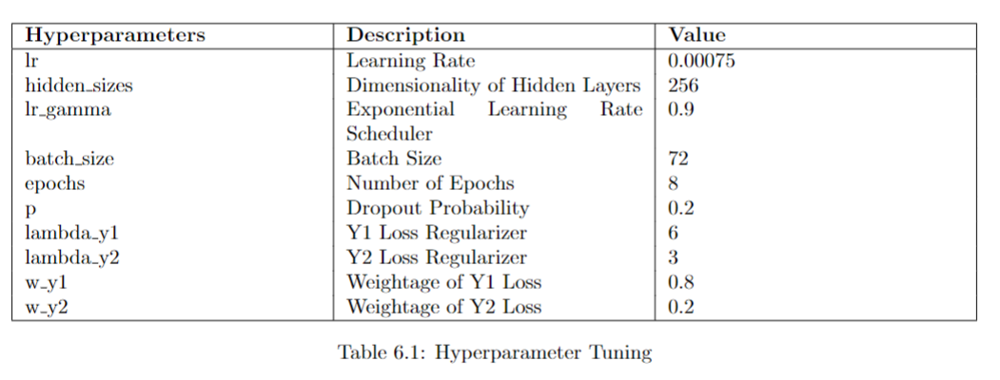 Hyperparameters Description Value
lr Learning Rate 0.00075
hidden_sizes Dimensionality of Hidden Layers 256
lr_gamma Exponential Learning Rate 0.9
Scheduler
batch_size Batch Size 72
epochs Number of Epochs 8
p Dropout Probability 0.2
lambda_y1 Y1 Loss Regularizer 6
lambda_y2 Y2 Loss Regularizer 3
w_y1 Weightage of Y1 Loss 0.8
w_y2 Weightage of Y2 Loss 0.2
Table 6.1: Hyperparameter Tuning